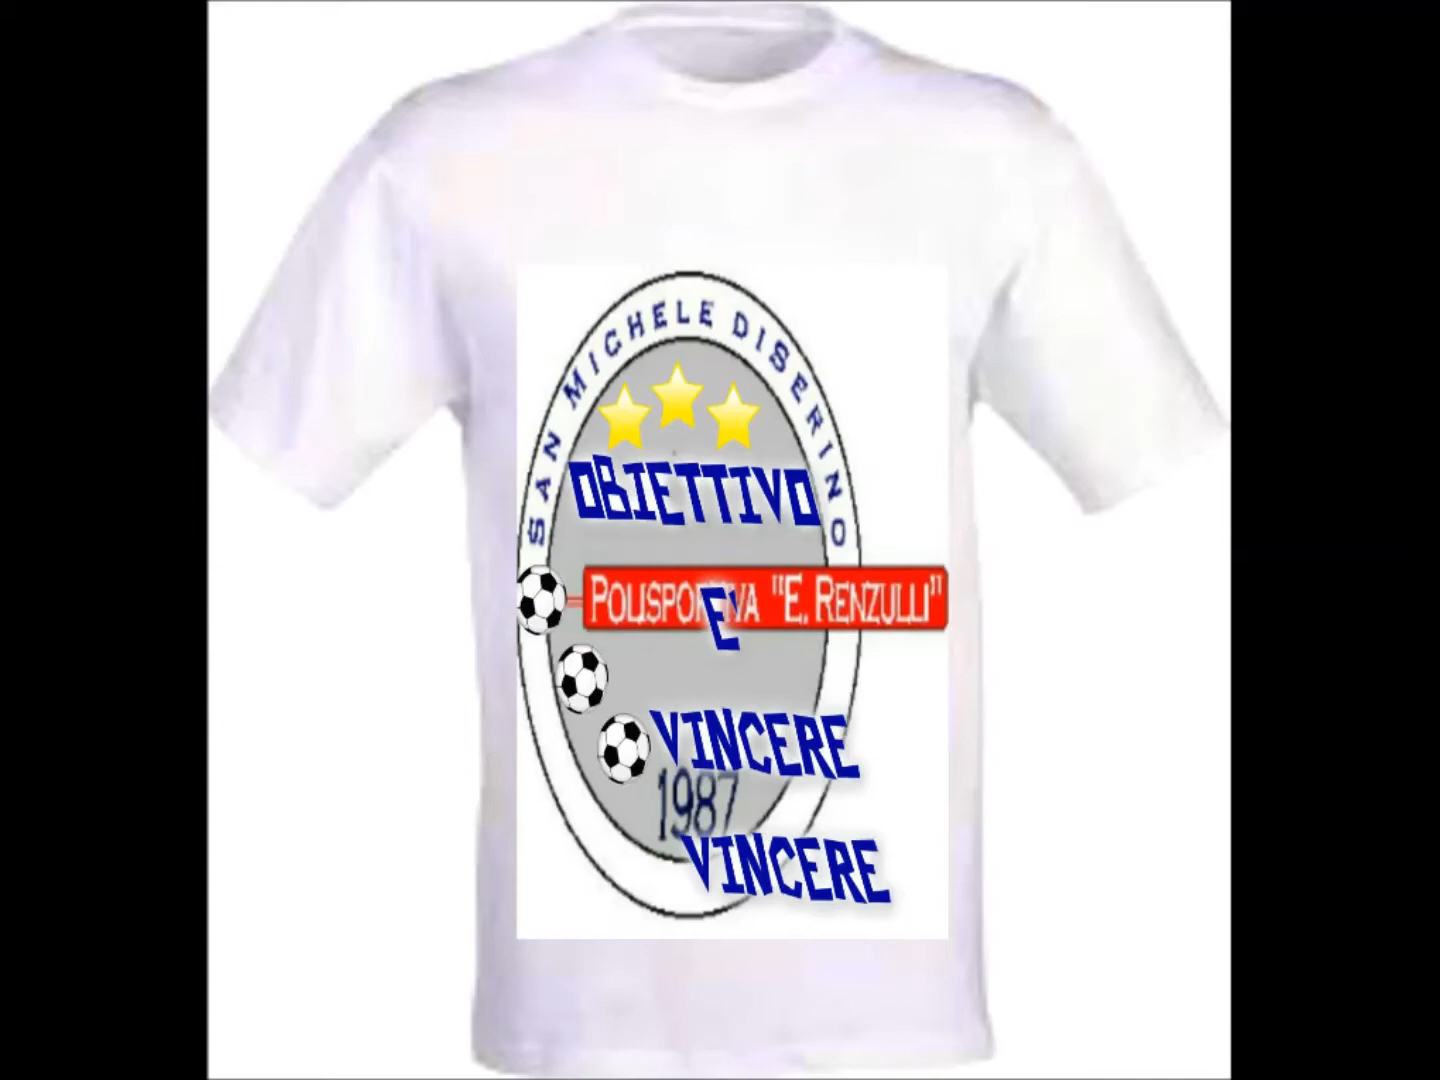 SAN MICHELE DI SERINO
OBIETTIVO
POLISPORTIVA "E. RENZULLI"
E'
VINCERE
1987
VINCERE